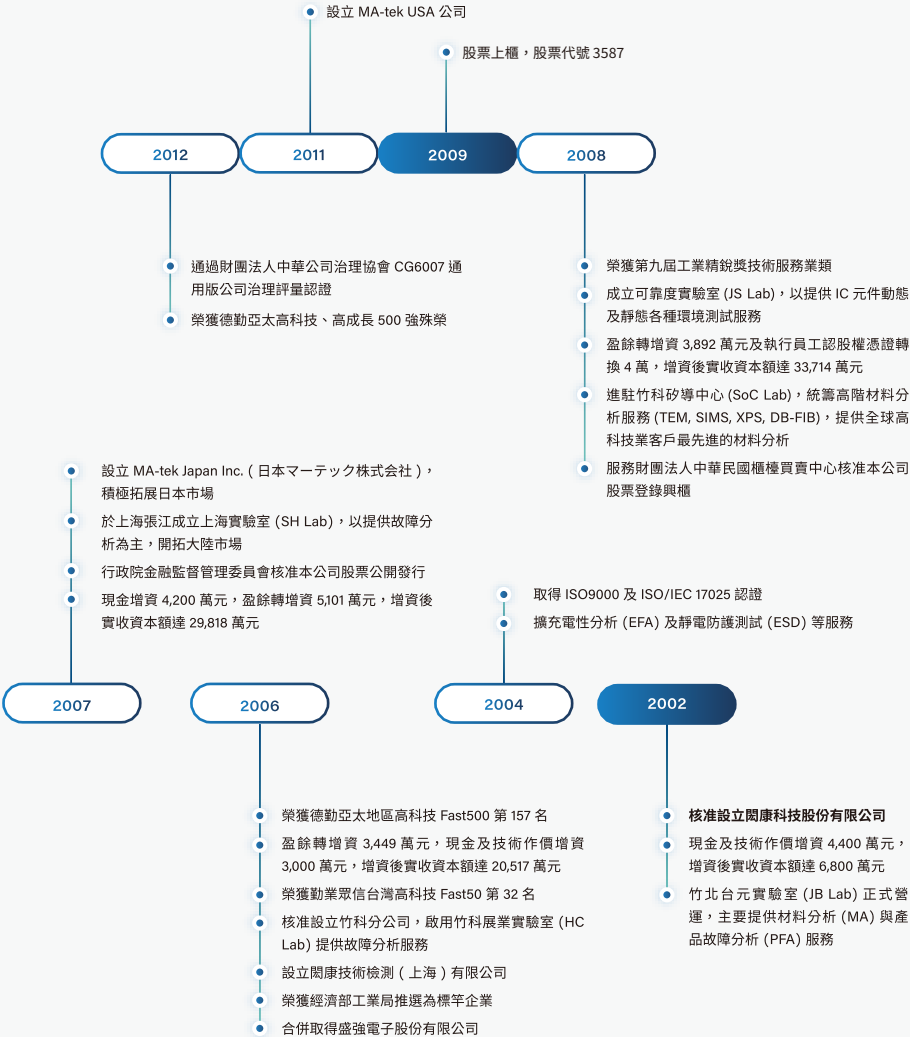 設立 MA-tek USA 公司
股票上櫃，股票代號 3587
2012
2011
2009
2008
通過財團法人中華公司治理協會 CG6007 通
用版公司治理評量認證
榮獲德勤亞太高科技、高成長 500 強殊榮
榮獲第九屆工業精銳獎技術服務業類
成立可靠度實驗室 (JS Lab)，以提供 IC 元件動態
及靜態各種環境測試服務
盈餘轉增資 3,892 萬元及執行員工認股權憑證轉
換 4 萬，增資後實收資本額達 33,714 萬元
進駐竹科矽導中心 (SoC Lab)，統籌高階材料分
析服務 (TEM, SIMS, XPS, DB-FIB)，提供全球高
科技業客戶最先進的材料分析
服務財團法人中華民國櫃檯買賣中心核准本公司
股票登錄興櫃
設立 MA-tek Japan Inc. ( 日本マーテック株式会社 )，
積極拓展日本市場
於上海張江成立上海實驗室 (SH Lab)，以提供故障分
析為主，開拓大陸市場
行政院金融監督管理委員會核准本公司股票公開發行
現金增資 4,200 萬元，盈餘轉增資 5,101 萬元，增資後
實收資本額達 29,818 萬元
取得 ISO9000 及 ISO/IEC 17025 認證
擴充電性分析 (EFA) 及靜電防護測試 (ESD) 等服務
2007
2006
2004
2002
榮獲德勤亞太地區高科技 Fast500 第 157 名
盈餘轉增資 3,449 萬元，現金及技術作價增資
3,000 萬元，增資後實收資本額達 20,517 萬元
榮獲勤業眾信台灣高科技 Fast50 第 32 名
核准設立竹科分公司，啟用竹科展業實驗室 (HC
Lab) 提供故障分析服務
設立閎康技術檢測 ( 上海 ) 有限公司
榮獲經濟部工業局推選為標竿企業
合併取得盛強電子股份有限公司
核准設立閎康科技股份有限公司
現金及技術作價增資 4,400 萬元，
增資後實收資本額達 6,800 萬元
竹北台元實驗室 (JB Lab) 正式營
運，主要提供材料分析 (MA) 與產
品故障分析 (PFA) 服務